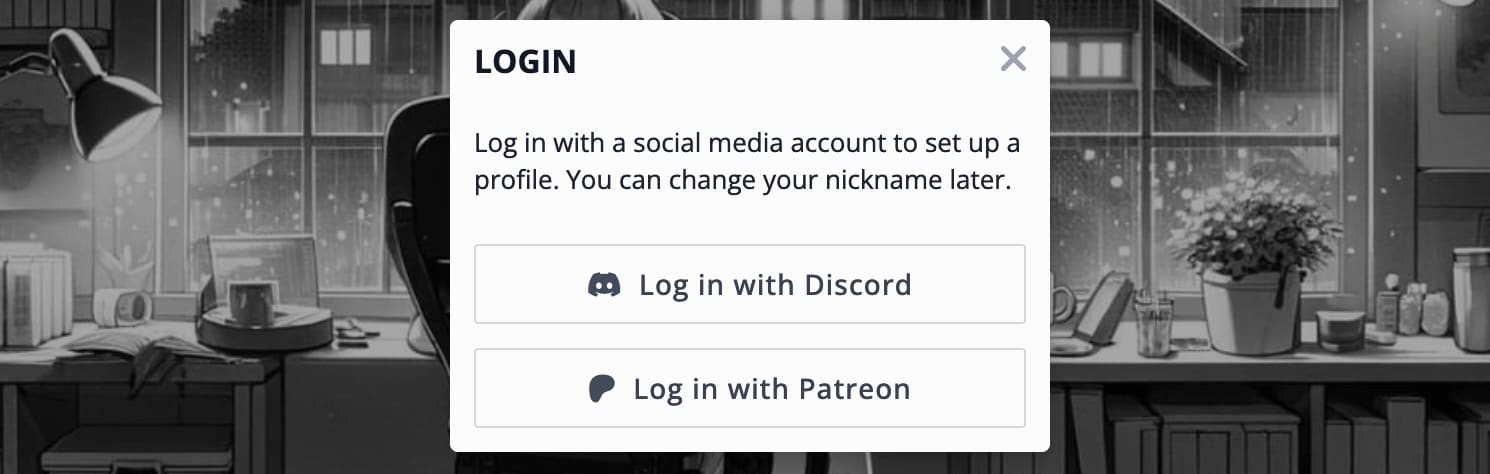 LOGIN
Log in with a social media account to set up a
profile. You can change your nickname later.
Log in with Discord
Log in with Patreon